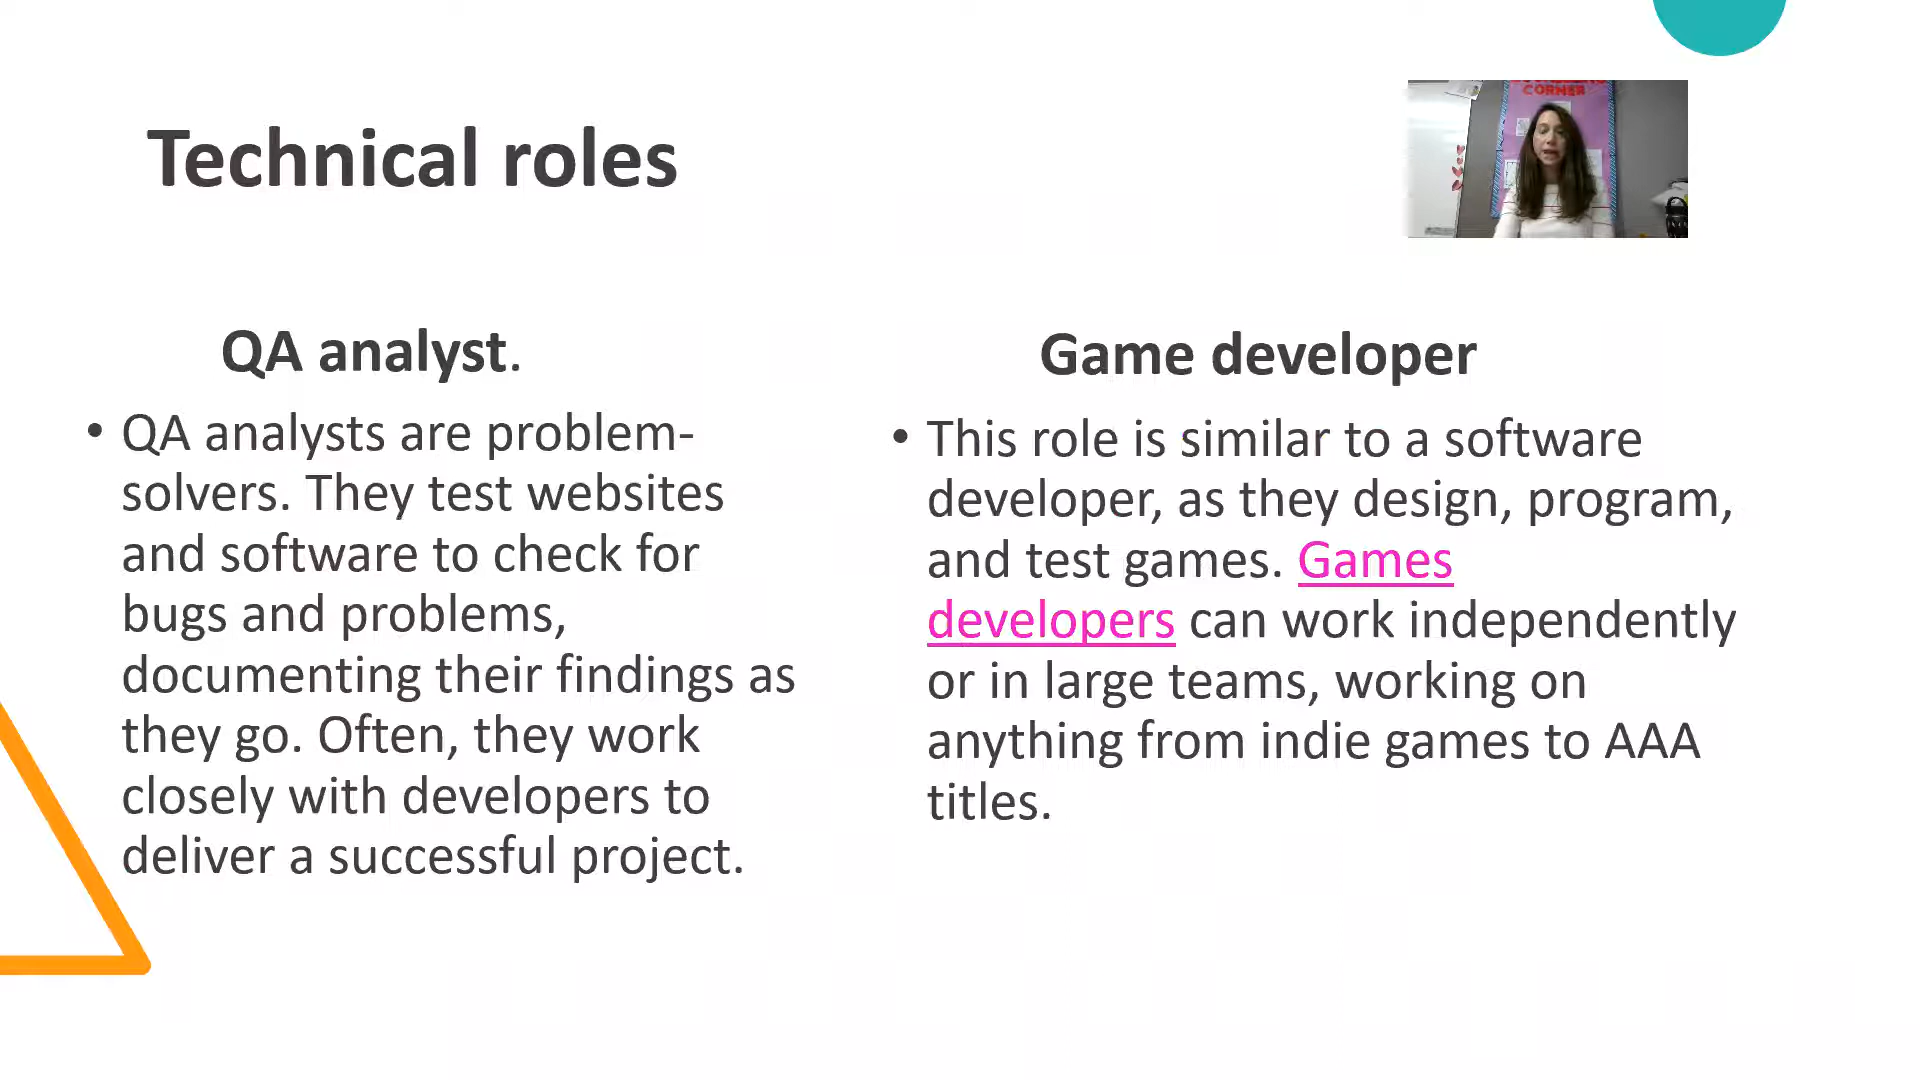 CORNER
Technical roles
QA analyst.
• QA analysts are problem-
solvers. They test websites
and software to check for
bugs and problems,
documenting their findings as
they go. Often, they work
closely with developers to
deliver a successful project.
Game developer
• This role is similar to a software
developer, as they design, program,
and test games. Games
developers can work independently
or in large teams, working on
anything from indie games to AAA
titles.